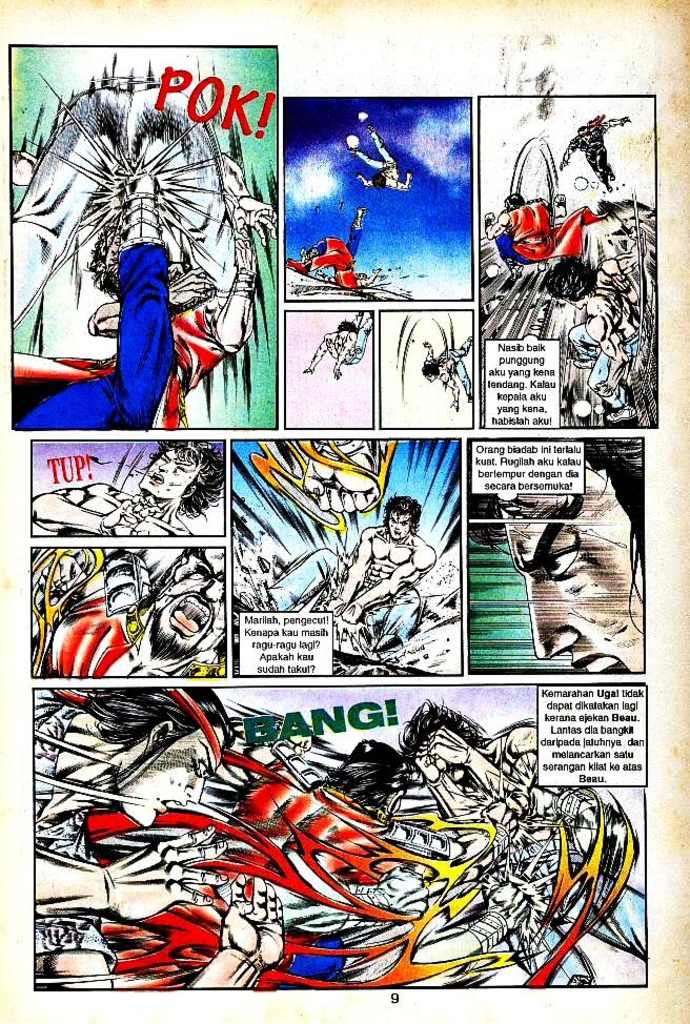 POK!
Nasib baik
punggung
aku yang kena
tendang. Kalau
kepala aku
yang kena,
habislah aku!
TUP!
Marilah, pengecut!
Kenapa kau masih
ragu-ragu lagi?
Apakah kau
sudah takut?
Orang biadab ini terlalu
kuat. Rugilah aku kalau
bertempur dengan dia
secara bersemuka!
BANG!
Kemarahan Ugal tidak
dapat dikawal lagi
kerana ejekan Beau.
Lantas dia bangkit
daripada jatuhnya dan
melancarkan satu
serangan kilat ke atas
Beau.
9